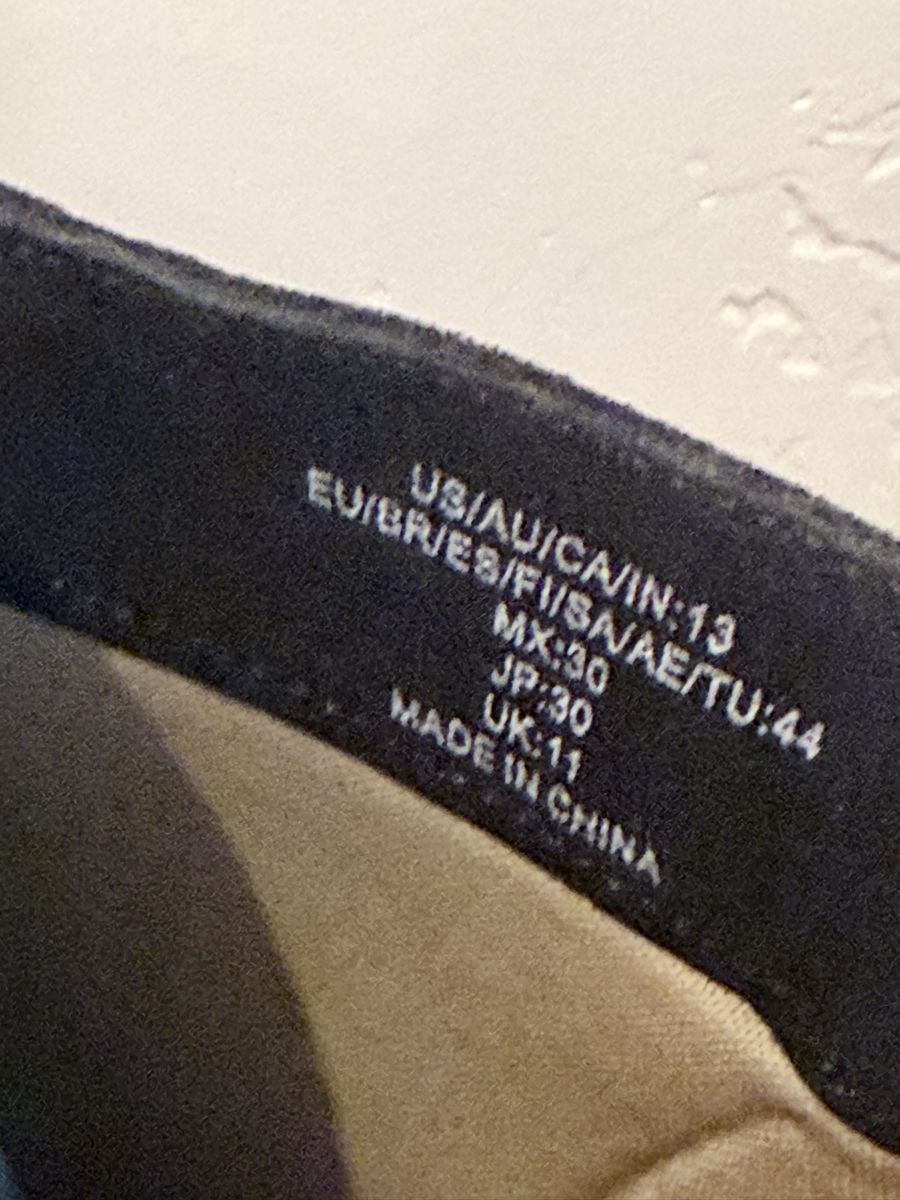 US/AU/CA/IN:13
EU/BR/ES/FI/SA/AE/TU:44
MX:30
JP:30
UK:11
MADE IN CHINA